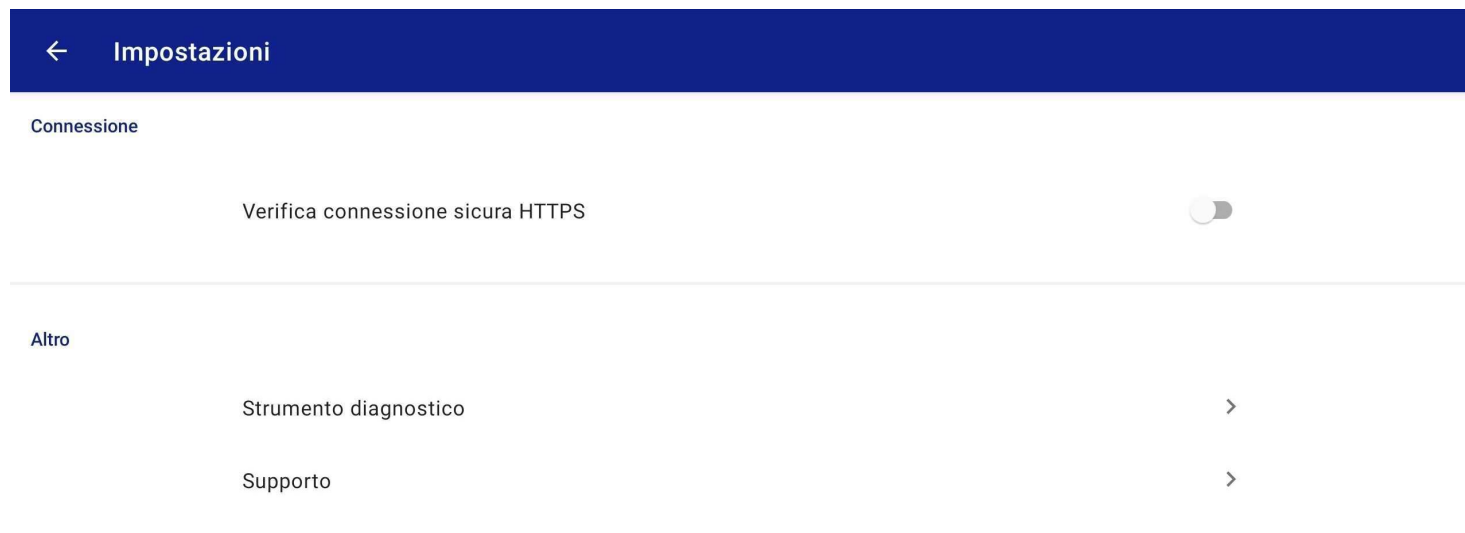 Impostazioni
Connessione
Verifica connessione sicura HTTPS
Altro
Strumento diagnostico
Supporto